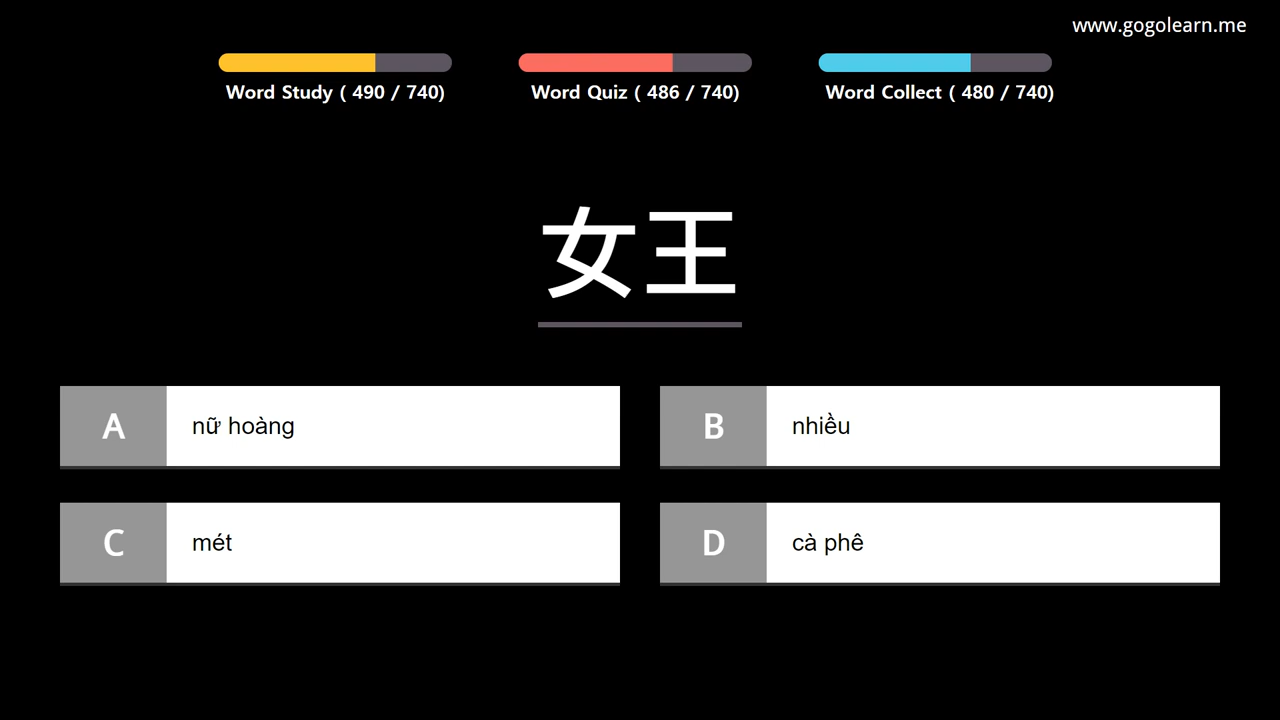 www.gogolearn.me
Word Study ( 490 / 740)
Word Quiz ( 486 / 740)
Word Collect ( 480 / 740)
女王
A nữ hoàng
B nhiều
C mét
D cà phê